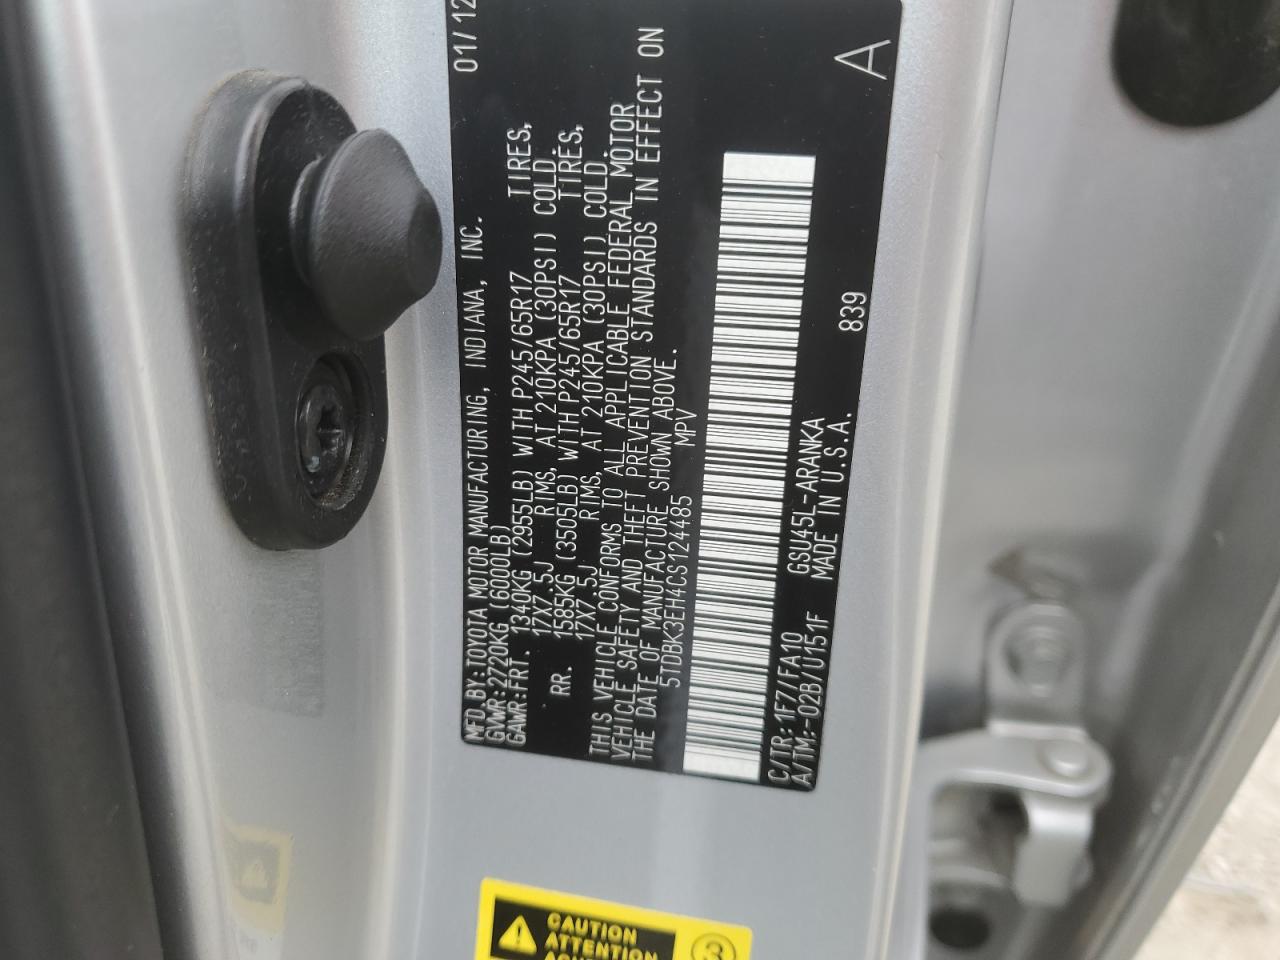 MFD.BY:TOYOTA MOTOR MANUFACTURING, INDIANA, INC. 01/12
GVWR:2720KG (6000LB)
GAWR:FRT. 1340KG (2955LB) WITH P245/65R17 TIRES,
17X7.5J RIMS, AT 210KPA (30PSI) COLD.
RR. 1585KG (3505LB) WITH P245/65R17 TIRES,
17X7.5J RIMS, AT 210KPA (30PSI) COLD.
THIS VEHICLE CONFORMS TO ALL APPLICABLE FEDERAL MOTOR
VEHICLE SAFETY AND THEFT PREVENTION STANDARDS IN EFFECT ON
THE DATE OF MANUFACTURE SHOWN ABOVE.
5TDBK3EH4CS124485 MPV
C/TR:1F7/FA10 GSU45L-ARANKA 839 A
A/TM:-02B/U151F MADE IN U.S.A.
CAUTION
ATTENTION
3